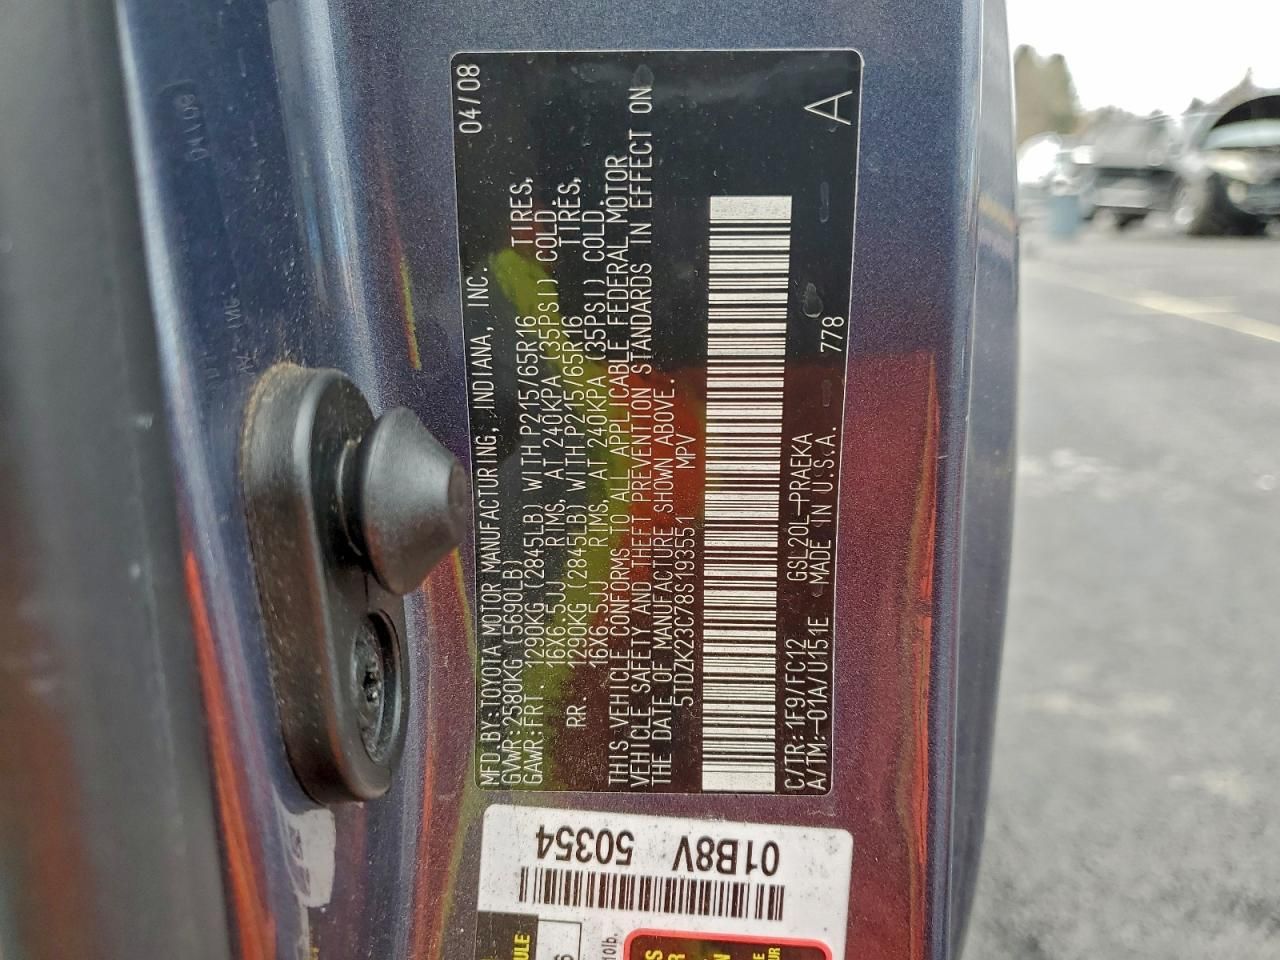 MFD.BY:TOYOTA MOTOR MANUFACTURING, INDIANA, INC. 04/08
GVWR:2580KG (5690LB)
GAWR:FRT. 1290KG (2845LB) WITH P215/65R16 TIRES,
16X6.5JJ RIMS, AT 240KPA (35PSI) COLD
RR. 1290KG (2845LB) WITH P215/65R16 TIRES,
16X6.5JJ RIMS, AT 240KPA (35PSI) COLD.
THIS VEHICLE CONFORMS TO ALL APPLICABLE FEDERAL MOTOR
VEHICLE SAFETY AND THEFT PREVENTION STANDARDS IN EFFECT ON
THE DATE OF MANUFACTURE SHOWN ABOVE.
5TDZK23C78S193551 MPV
C/TR:1F9/FC12 GSL20L-PRAEKA
A/TM:-01A/U151E MADE IN U.S.A. 778 A
01B8V 50354
10lb.